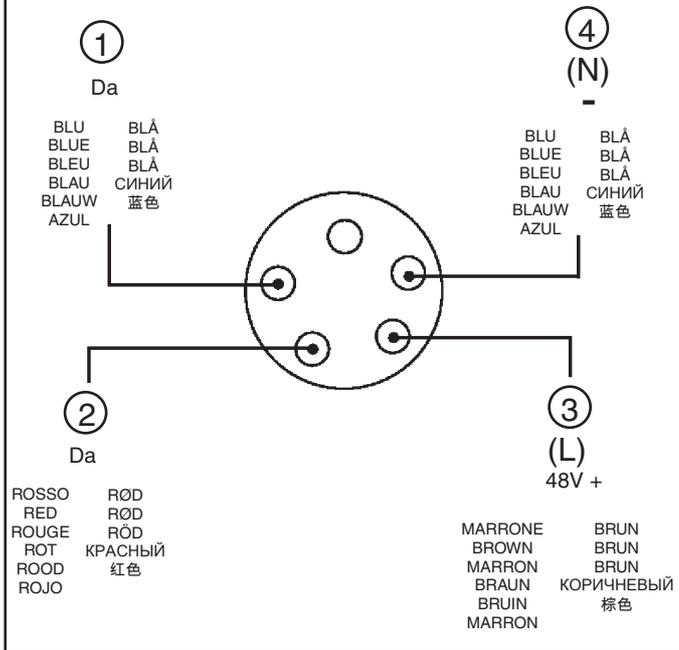 1
Da
BLU
BLUE
BLEU
BLAU
BLAUW
AZUL
BLÅ
BLÅ
BLÅ
СИНИЙ
蓝色
4
(N)
-
BLU
BLUE
BLEU
BLAU
BLAUW
AZUL
BLÅ
BLÅ
BLÅ
СИНИЙ
蓝色
2
Da
ROSSO
RED
ROUGE
ROT
ROOD
ROJO
RØD
RØD
RÖD
КРАСНЫЙ
红色
3
(L)
48V +
MARRONE
BROWN
MARRON
BRAUN
BRUIN
MARRON
BRUN
BRUN
BRUN
КОРИЧНЕВЫЙ
棕色